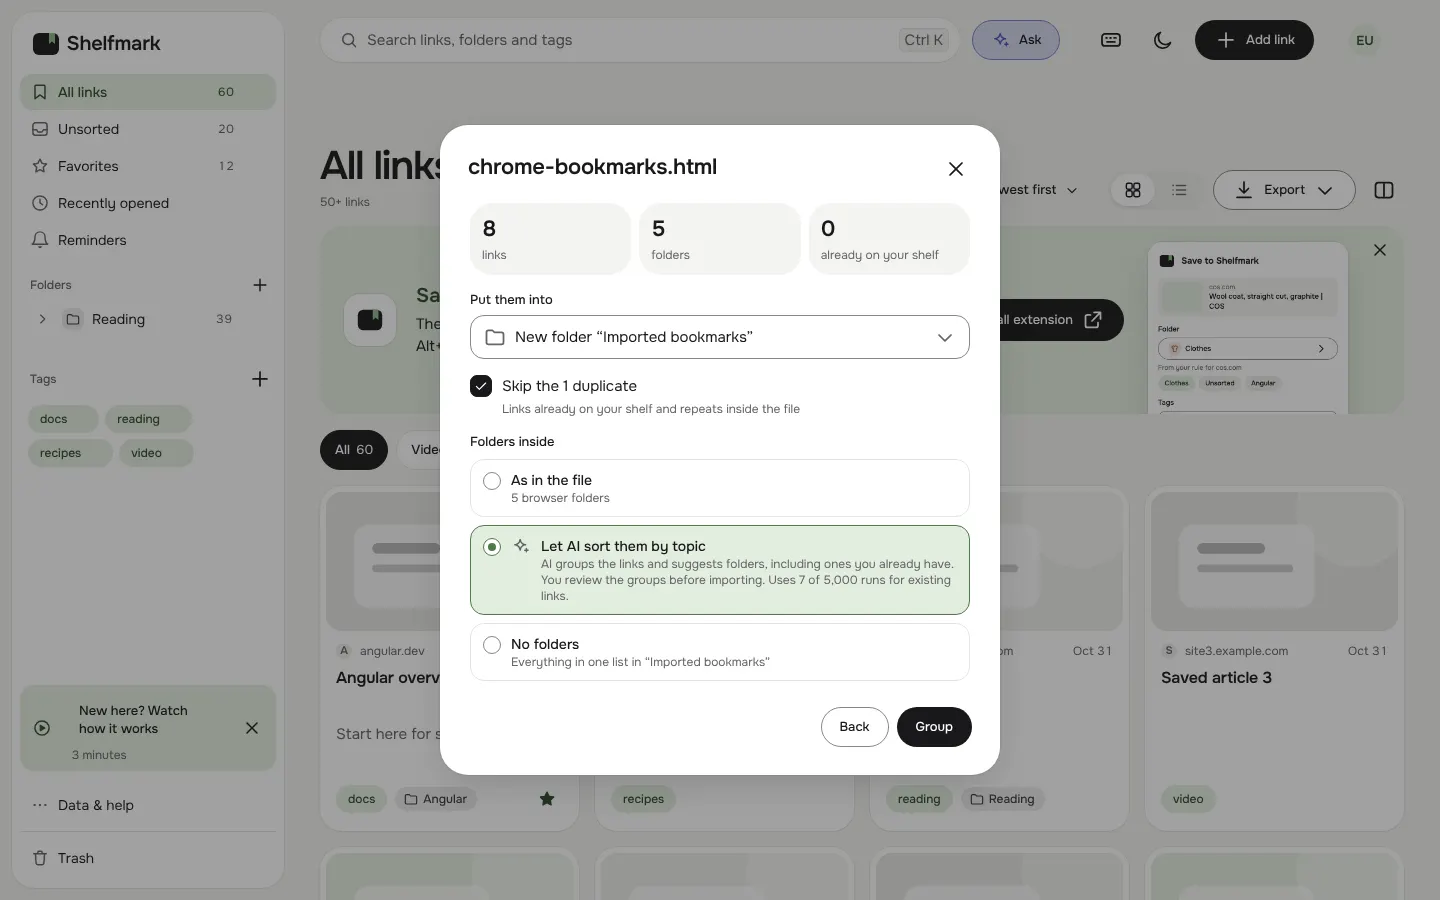 Shelfmark
All links 60
Unsorted 20
Favorites 12
Recently opened
Reminders
Folders
Reading 39
Tags
docs reading
recipes video
New here? Watch
how it works
3 minutes
Data & help
Trash
Search links, folders and tags Ctrl K
Ask
Add link
EU
All links
50+ links
first
Export
The
Alt+
extension
Save to Shelfmark
cos.com
Wool coat, straight cut, graphite |
COS
Folder
Clothes
From your rule for cos.com
Clothes Unsorted Angular
Tags
All 60
chrome-bookmarks.html
8
links
5
folders
0
already on your shelf
Put them into
New folder “Imported bookmarks”
Skip the 1 duplicate
Links already on your shelf and repeats inside the file
Folders inside
As in the file
5 browser folders
Let AI sort them by topic
AI groups the links and suggests folders, including ones you already have.
You review the groups before importing. Uses 7 of 5,000 runs for existing
links.
No folders
Everything in one list in “Imported bookmarks”
Back
Group
A angular.dev
Angular
Start here for
docs Angular
recipes
Oct 31
reading Reading
S site3.example.com Oct 31
Saved article 3
video